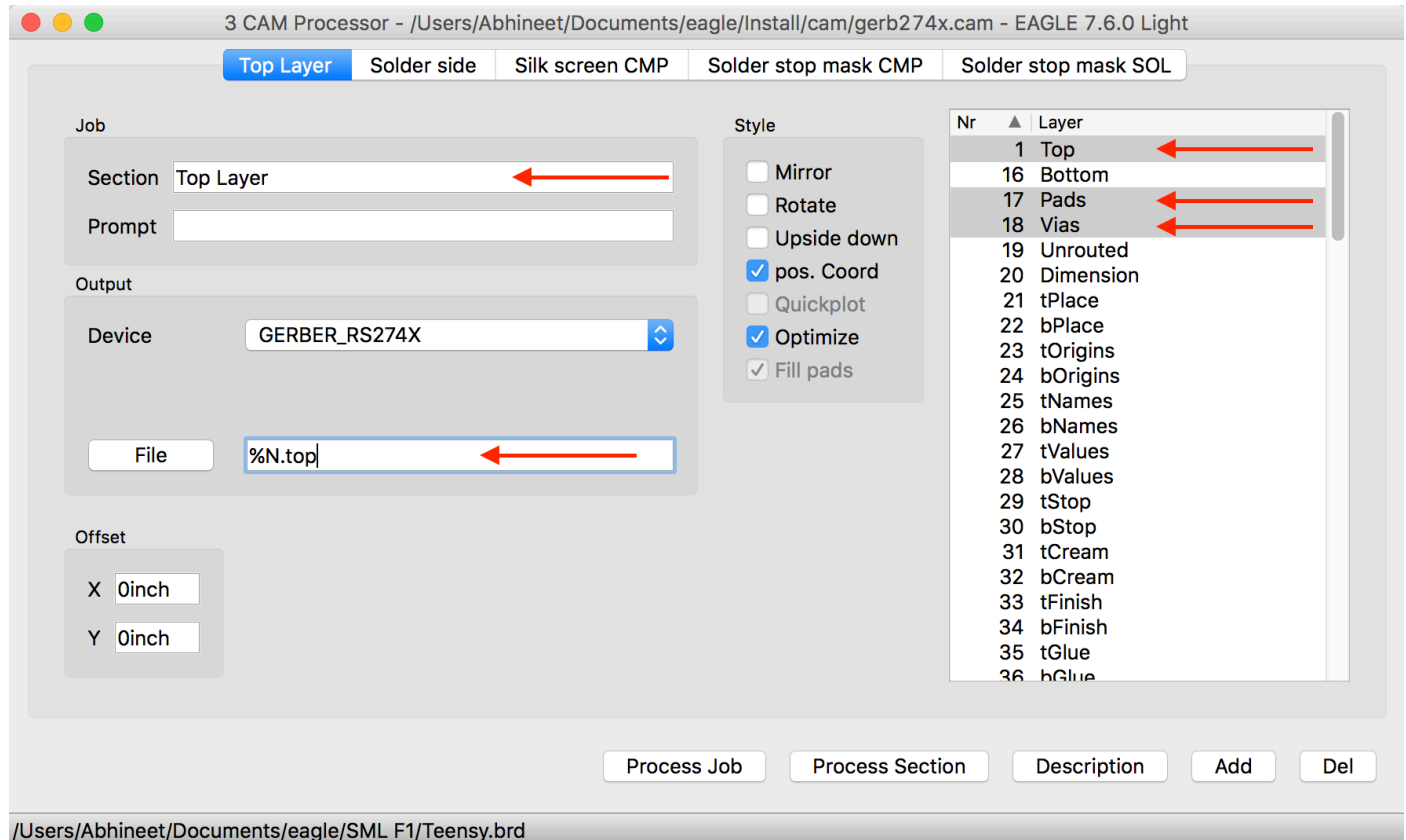 3 CAM Processor - /Users/Abhineet/Documents/eagle/Install/cam/gerb274x.cam - EAGLE 7.6.0 Light
Top Layer
Solder side
Silk screen CMP
Solder stop mask CMP
Solder stop mask SOL
Job
Section Top Layer
Prompt
Output
Device GERBER_RS274X
File %N.top
Offset
X 0inch
Y 0inch
Style
Mirror
Rotate
Upside down
pos. Coord
Quickplot
Optimize
Fill pads
Nr ▲ Layer
1 Top
16 Bottom
17 Pads
18 Vias
19 Unrouted
20 Dimension
21 tPlace
22 bPlace
23 tOrigins
24 bOrigins
25 tNames
26 bNames
27 tValues
28 bValues
29 tStop
30 bStop
31 tCream
32 bCream
33 tFinish
34 bFinish
35 tGlue
36 bGlue
Process Job
Process Section
Description
Add
Del
/Users/Abhineet/Documents/eagle/SML F1/Teensy.brd